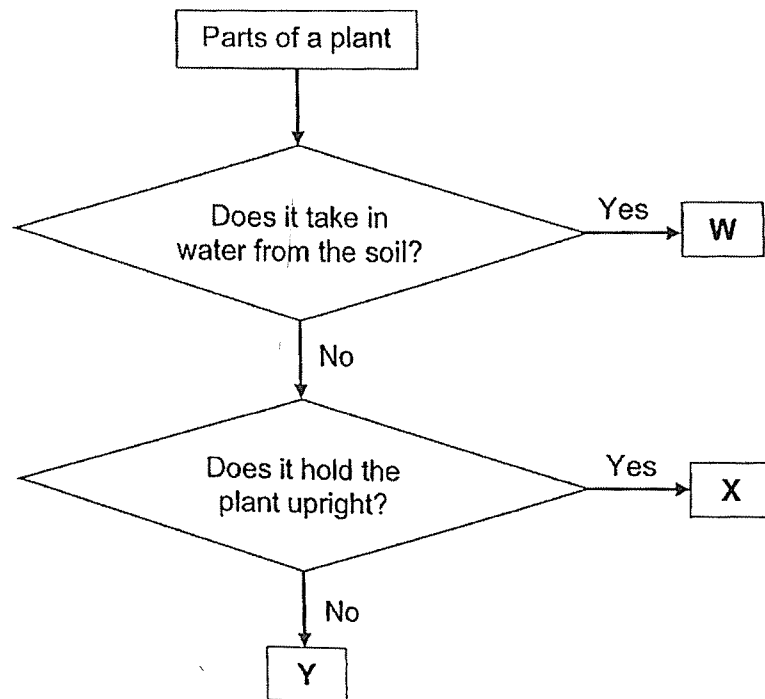 Parts of a plant
Does it take in
water from the soil?
Yes
W
No
Does it hold the
plant upright?
Yes
X
No
Y